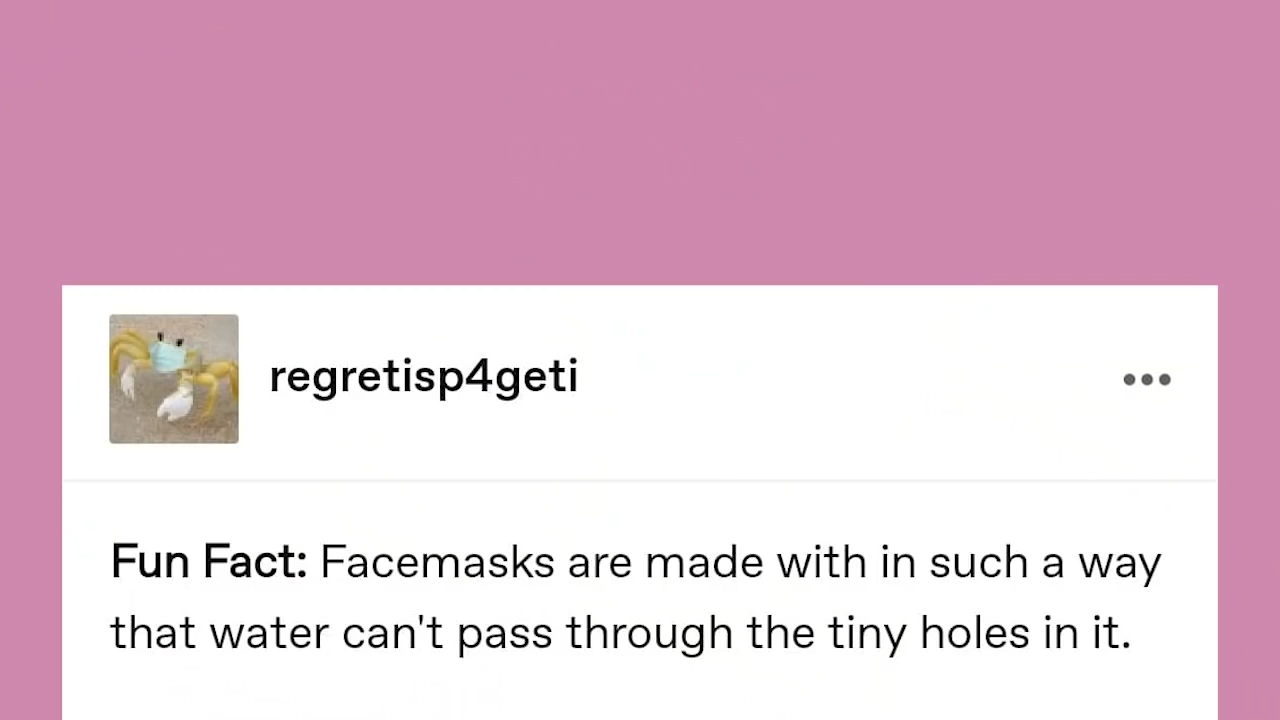 regretisp4geti
Fun Fact: Facemasks are made with in such a way
that water can't pass through the tiny holes in it.